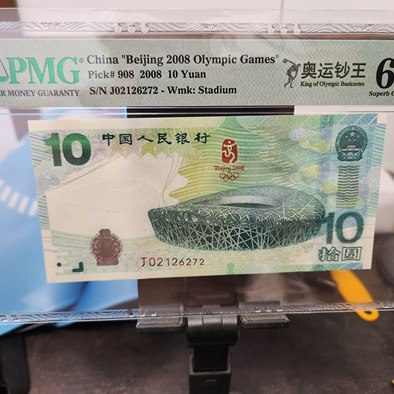 PMG China "Beijing 2008 Olympic Games" 奥运钞王 6
ER MONEY GUARANTY Pick# 908 2008 10 Yuan King of Olympic Banknotes
S/N J02126272 - Wmk: Stadium Superb
10 中国人民银行
Beijing 2008
10
拾圆
J02126272